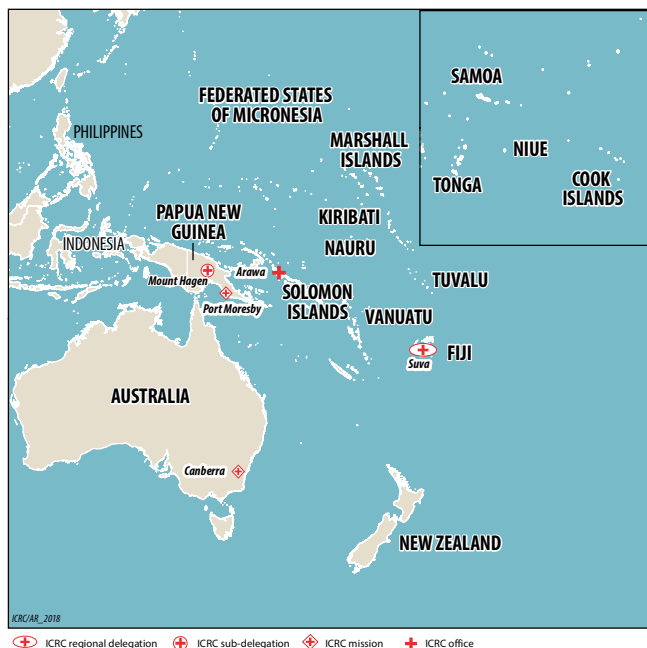 SAMOA
FEDERATED STATES
OF MICRONESIA
PHILIPPINES
MARSHALL
ISLANDS
NIUE
TONGA
COOK
ISLANDS
PAPUA NEW
GUINEA
KIRIBATI
INDONESIA
NAURU
Arawa
Mount Hagen
TUVALU
SOLOMON
ISLANDS
Port Moresby
VANUATU
FIJI
Suva
AUSTRALIA
Canberra
NEW ZEALAND
ICRC/AR_2018
ICRC regional delegation
ICRC sub-delegation
ICRC mission
ICRC office